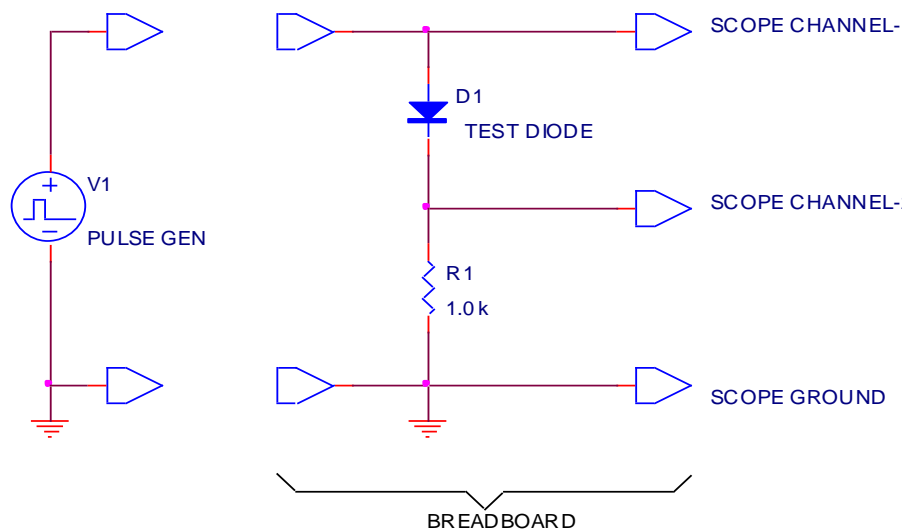 SCOPE CHANNEL-
D1
TEST DIODE
V1
PULSE GEN
SCOPE CHANNEL-
R1
1.0 k
SCOPE GROUND
BREADBOARD